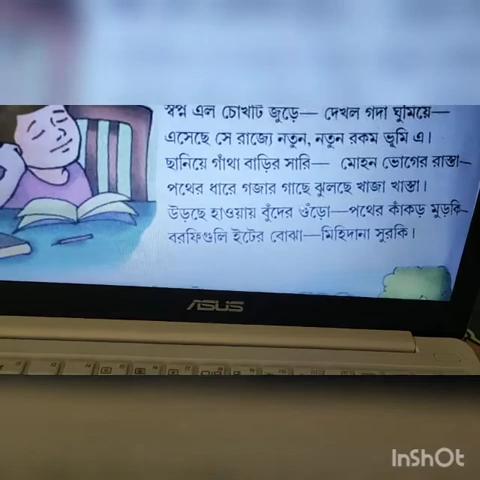 স্বপ্ন এল চোখটি জুড়ে— দেখল গদা ঘুমিয়ে—
এসেছে সে রাজ্যে নতুন, নতুন রকম ভূমি এ।
ছানিয়ে গাঁথা বাড়ির সারি— মোহন ভোগের রাস্তা—
পথের ধারে গজার গাছে ঝুলছে খাজা খাস্তা।
উড়ছে হাওয়ায় বুঁদের গুঁড়ো—পথের কাঁকড় মুড়কি—
বরফিগুলি ইটের বোঝা—মিহিদানা সুরকি।
ASUS
InShOt